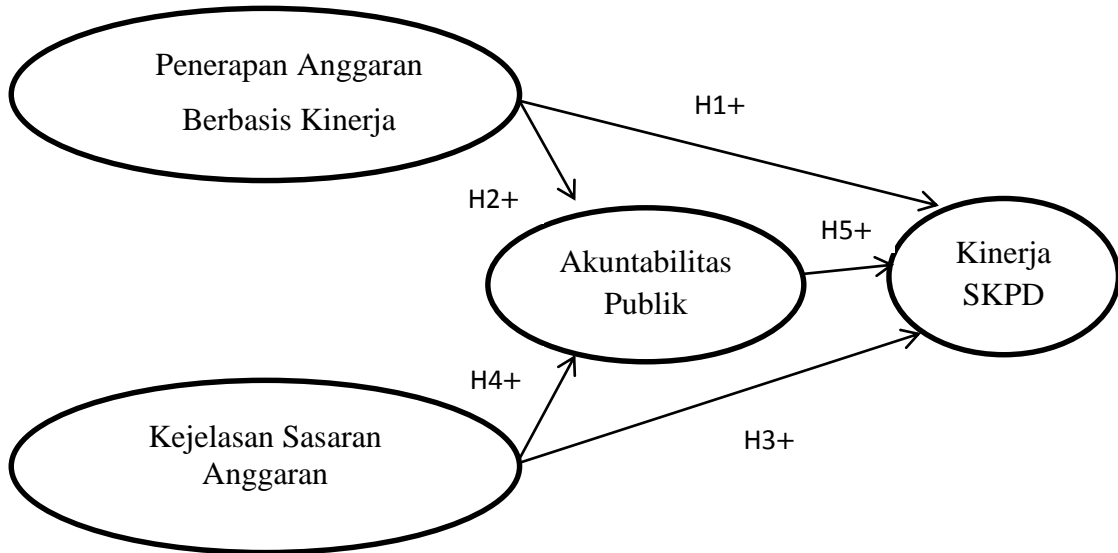 Penerapan Anggaran
Berbasis Kinerja
H1+
H2+
H5+
Akuntabilitas
Publik
Kinerja
SKPD
H4+
H3+
Kejelasan Sasaran
Anggaran